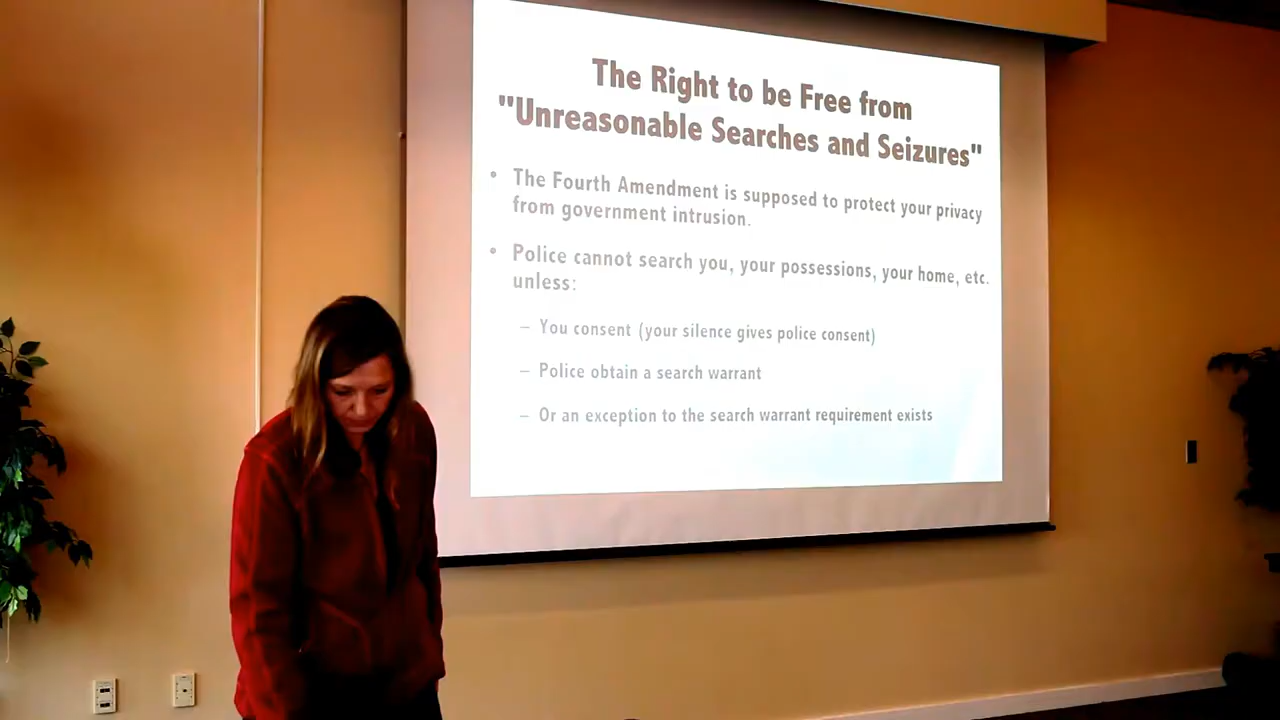 The Right to be Free from
"Unreasonable Searches and Seizures"
• The Fourth Amendment is supposed to protect your privacy
from government intrusion.
• Police cannot search you, your possessions, your home, etc.
unless:
– You consent (your silence gives police consent)
– Police obtain a search warrant
– Or an exception to the search warrant requirement exists